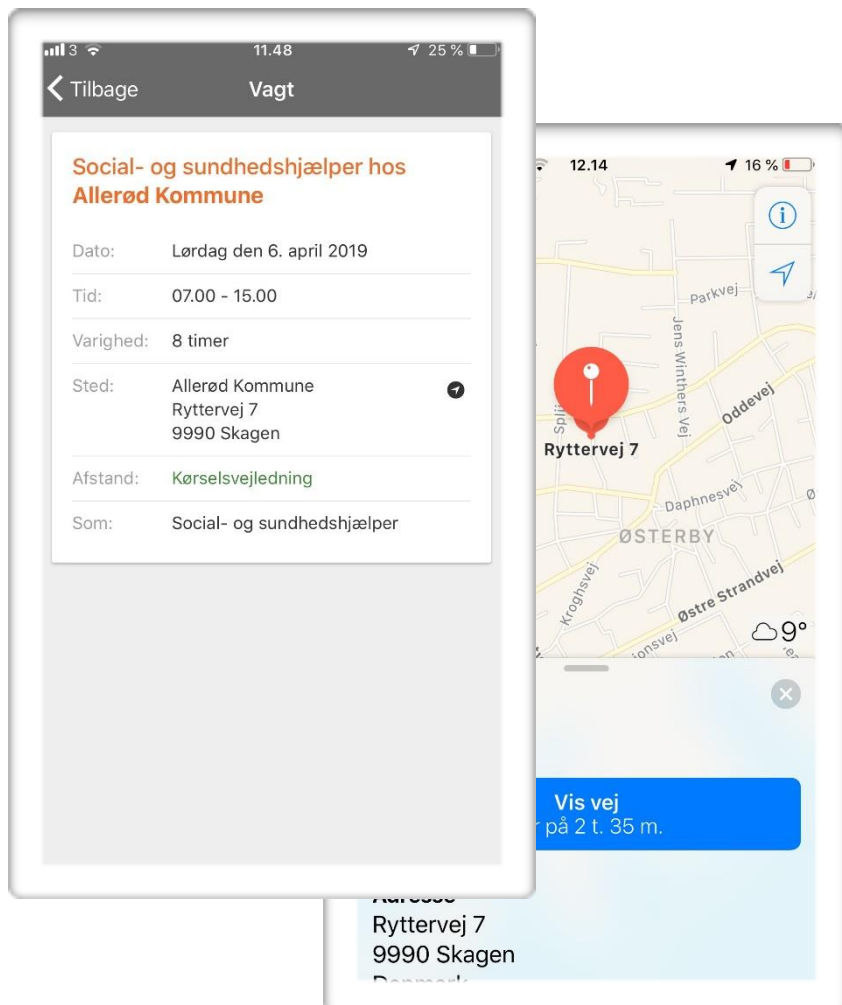 3
11.48
25 %
Tilbage
Vagt
Social- og sundhedshjælper hos
Allerød Kommune
Dato: Lørdag den 6. april 2019
Tid: 07.00 - 15.00
Varighed: 8 timer
Sted: Allerød Kommune
Ryttervej 7
9990 Skagen
Afstand: Kørselsvejledning
Som: Social- og sundhedshjælper
12.14
16 %
Parkvej
Jens Winthers Vej
Oddevej
Ryttervej 7
Daphnesvej
ØSTERBY
Kroghsvej
Østre Strandvej
9°
Vis vej
på 2 t. 35 m.
Adresse
Ryttervej 7
9990 Skagen
Danmark